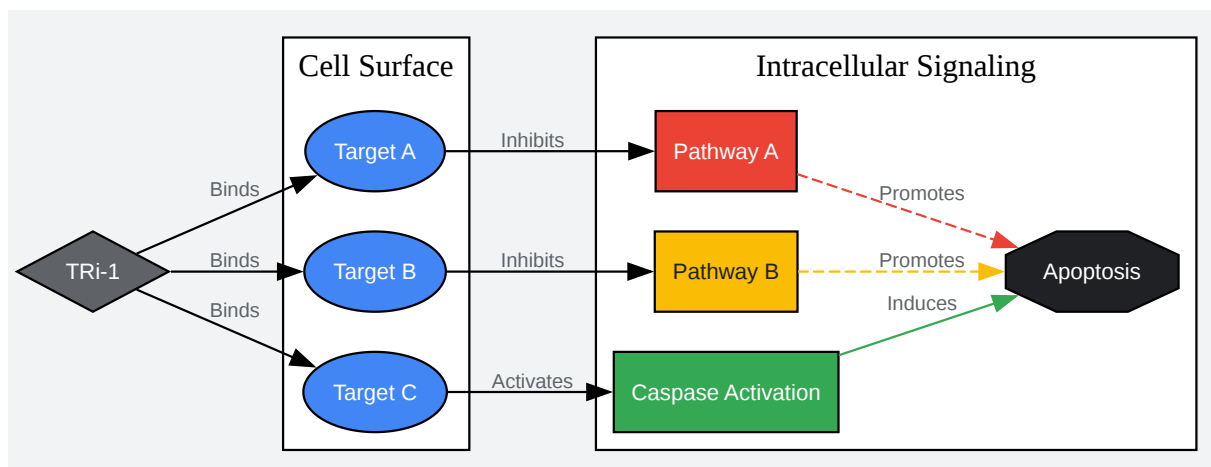 Cell Surface
Intracellular Signaling
Target A
Inhibits
Pathway A
Binds
Promotes
TRi-1
Binds
Target B
Inhibits
Pathway B
Promotes
Apoptosis
Binds
Induces
Target C
Activates
Caspase Activation